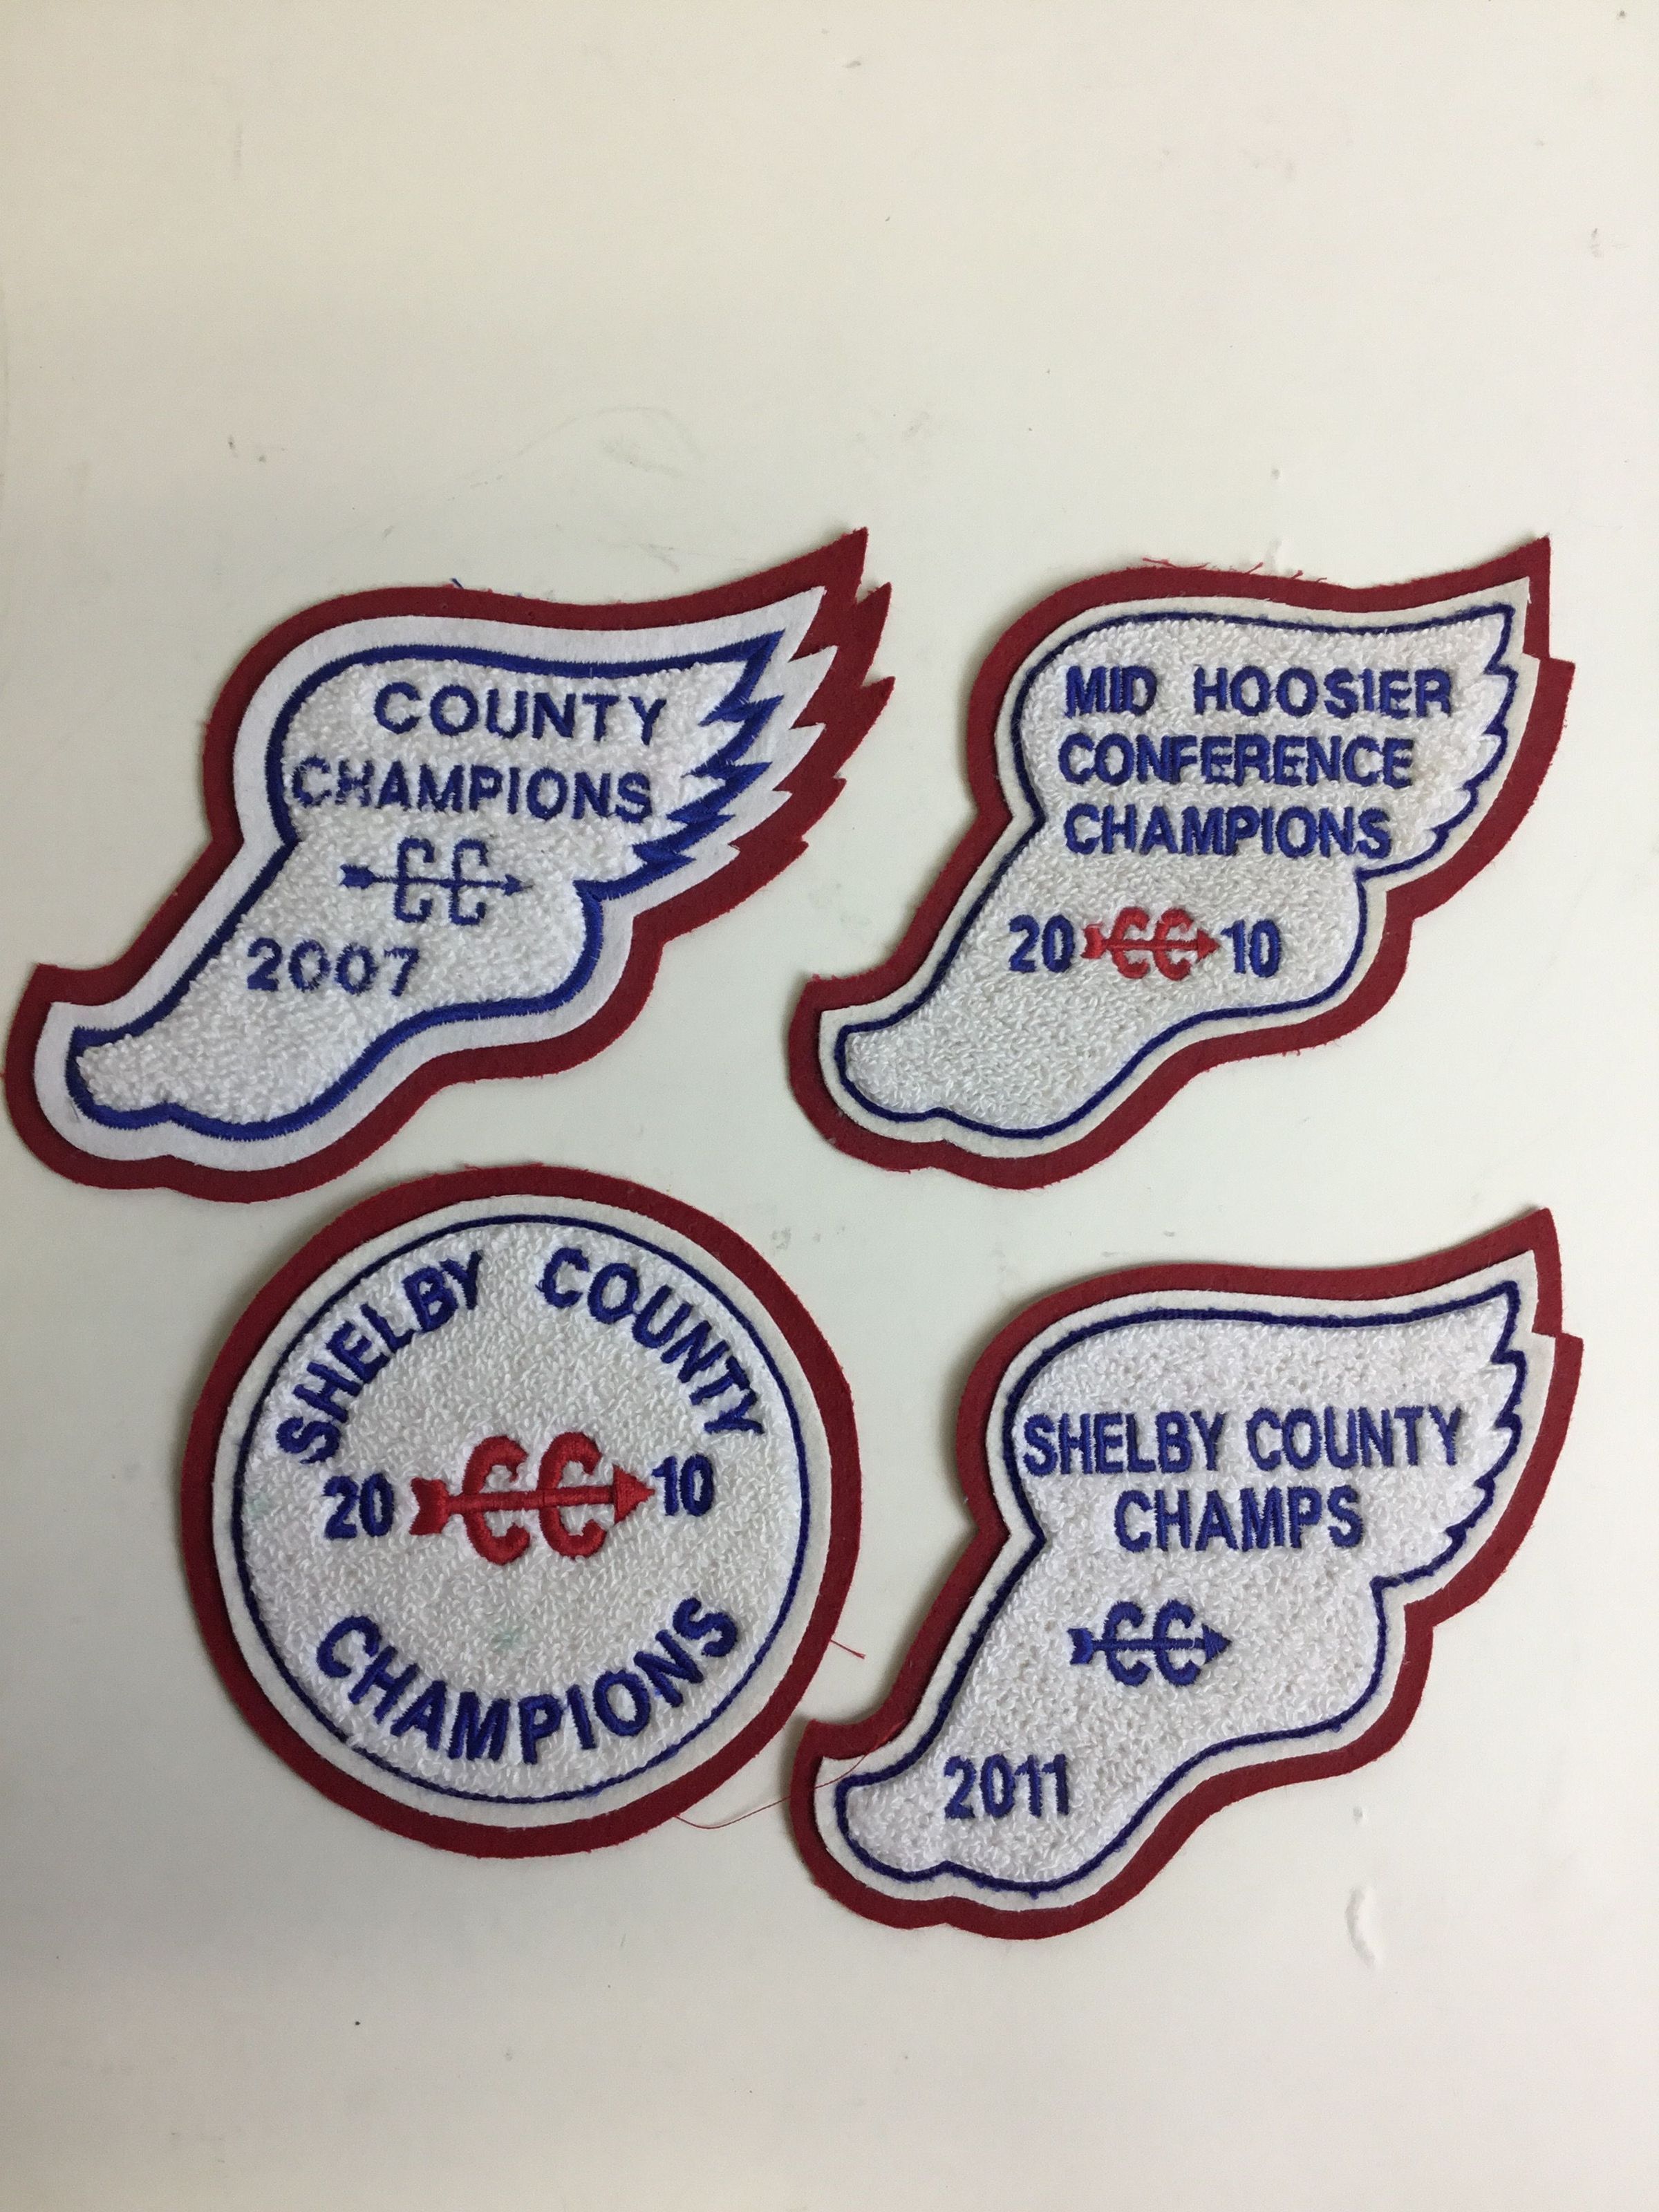 COUNTY
CHAMPIONS
CC
2007
MID HOOSIER
CONFERENCE
CHAMPIONS
20 CC 10
SHELBY COUNTY
20 CC 10
CHAMPIONS
SHELBY COUNTY
CHAMPS
CC
2011